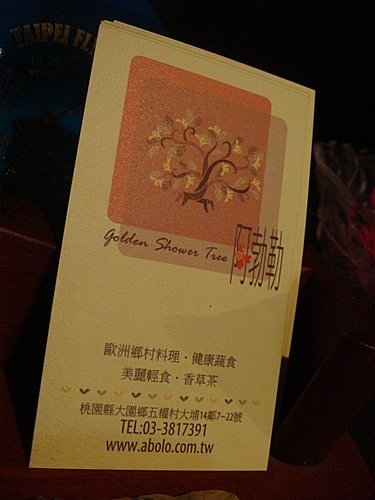 TAIPEI FL
Golden Shower Tree
阿勃勒
歐洲鄉村料理・健康蔬食
美麗輕食・香草茶
桃園縣大園鄉五權村大埔14鄰7-22號
TEL:03-3817391
www.abolo.com.tw